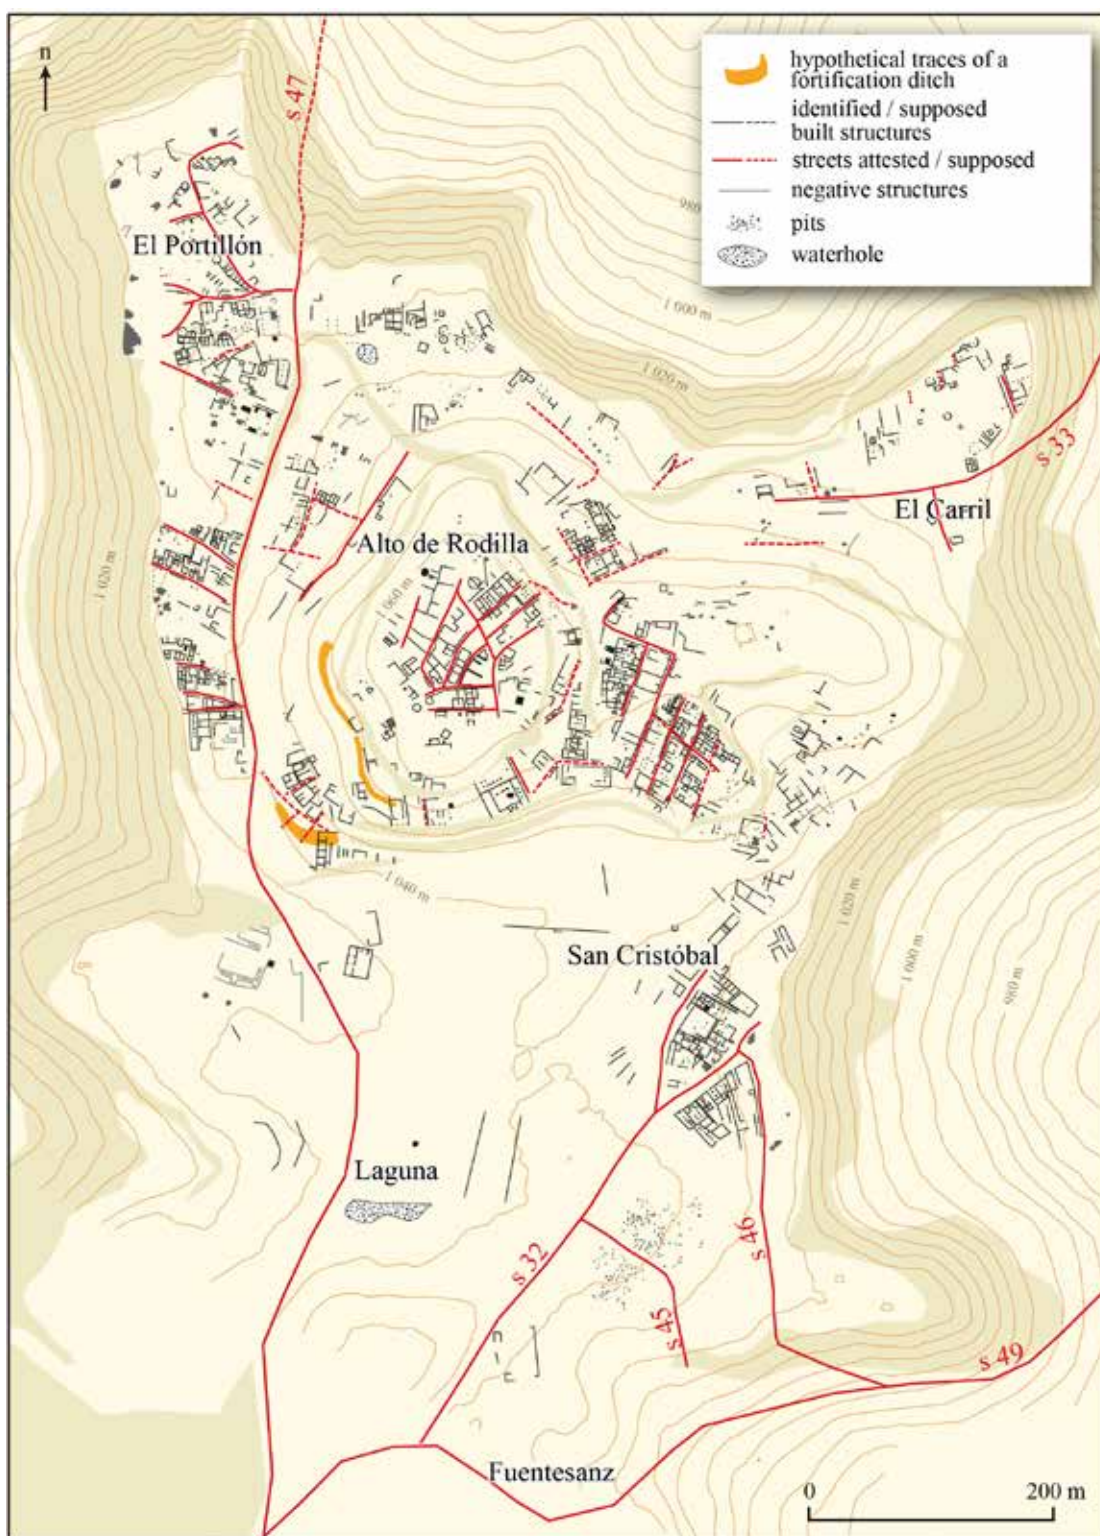 n
s 47
hypothetical traces of a
fortification ditch
identified / supposed
built structures
streets attested / supposed
negative structures
pits
waterhole
980
El Portillón
1 000 m
1 020 m
s 33
El Carril
Alto de Rodilla
1 020 m
1 060 m
1 040 m
1 020 m
1 000 m
980 m
San Cristóbal
Laguna
s 32
s 46
s 45
s 49
Fuentesanz
0
200 m